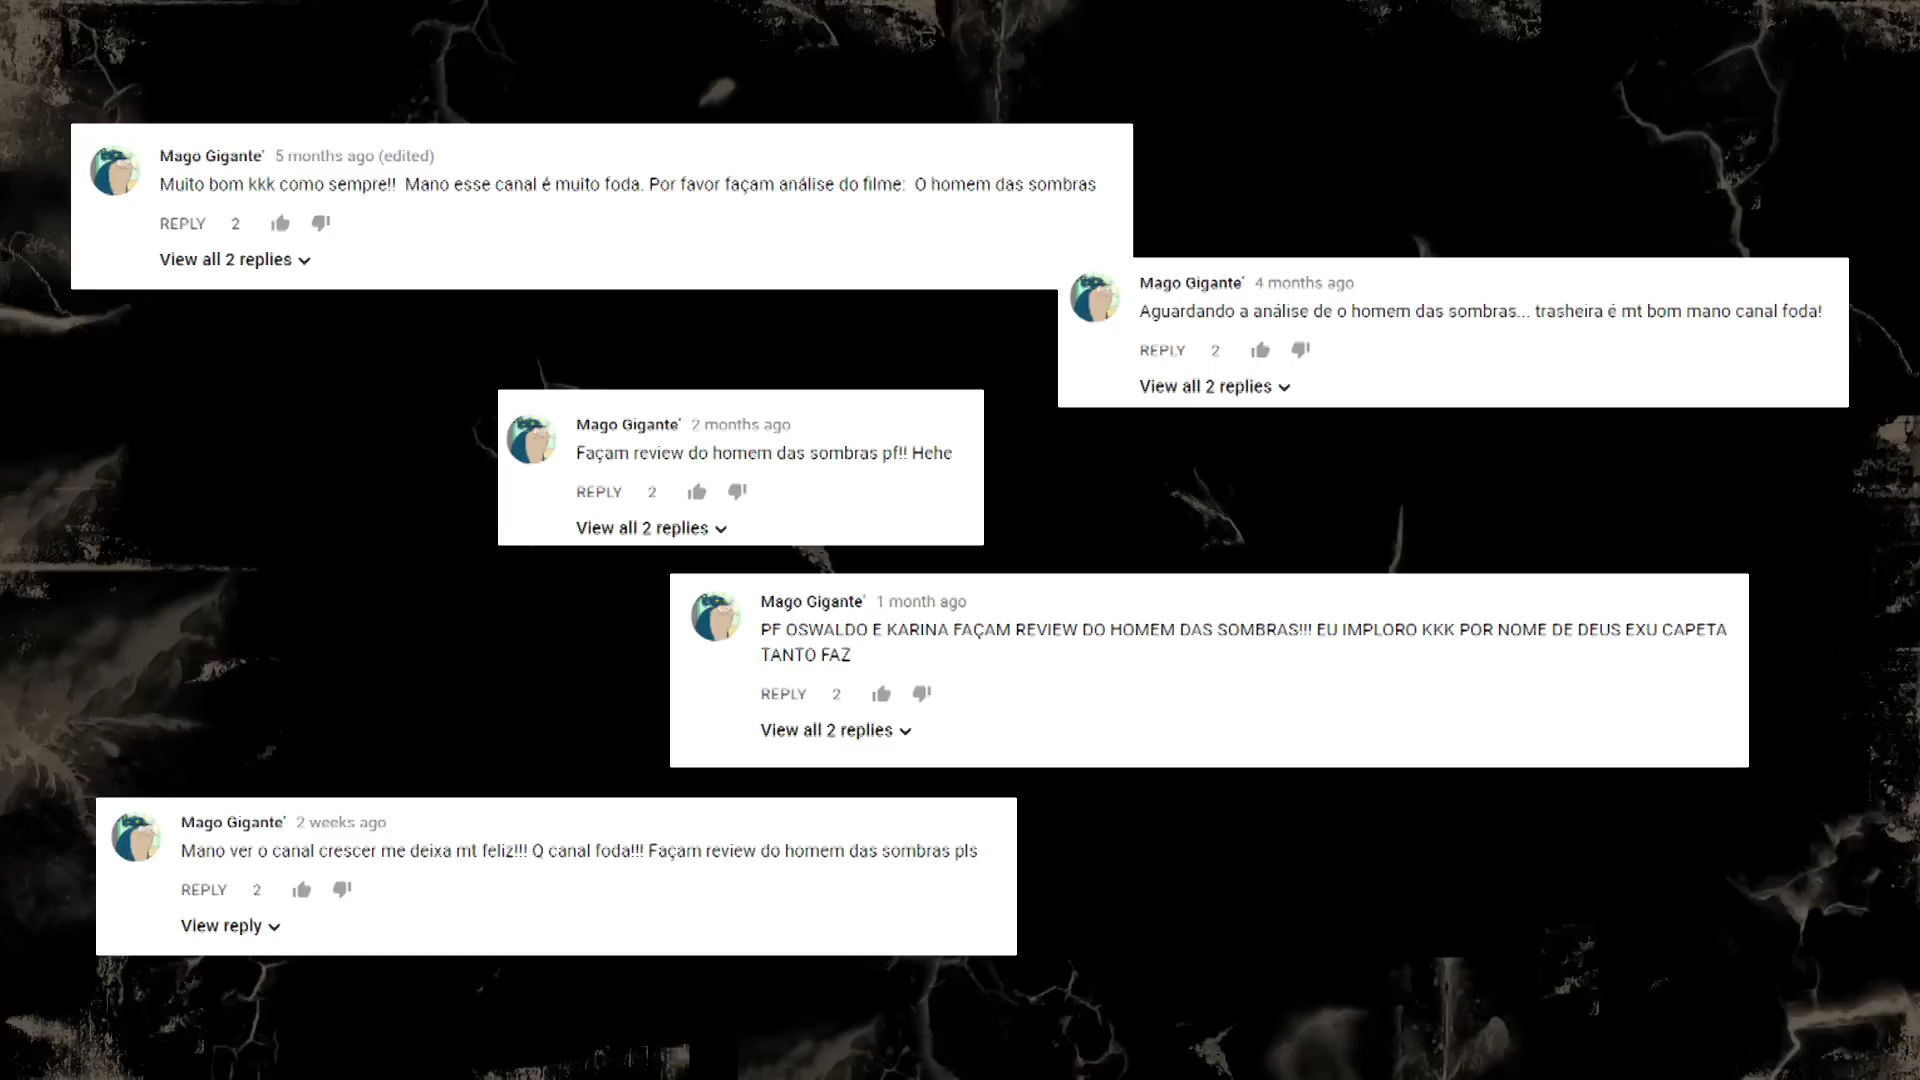 Mago Gigante' 5 months ago (edited)
Muito bom kkk como sempre!! Mano esse canal é muito foda. Por favor façam análise do filme: O homem das sombras
REPLY 2
View all 2 replies
Mago Gigante' 4 months ago
Aguardando a análise de o homem das sombras... trasheira é mt bom mano canal foda!
REPLY 2
View all 2 replies
Mago Gigante' 2 months ago
Façam review do homem das sombras pf!! Hehe
REPLY 2
View all 2 replies
Mago Gigante' 1 month ago
PF OSWALDO E KARINA FAÇAM REVIEW DO HOMEM DAS SOMBRAS!!! EU IMPLORO KKK POR NOME DE DEUS EXU CAPETA
TANTO FAZ
REPLY 2
View all 2 replies
Mago Gigante' 2 weeks ago
Mano ver o canal crescer me deixa mt feliz!!! Q canal foda!!! Façam review do homem das sombras pls
REPLY 2
View reply